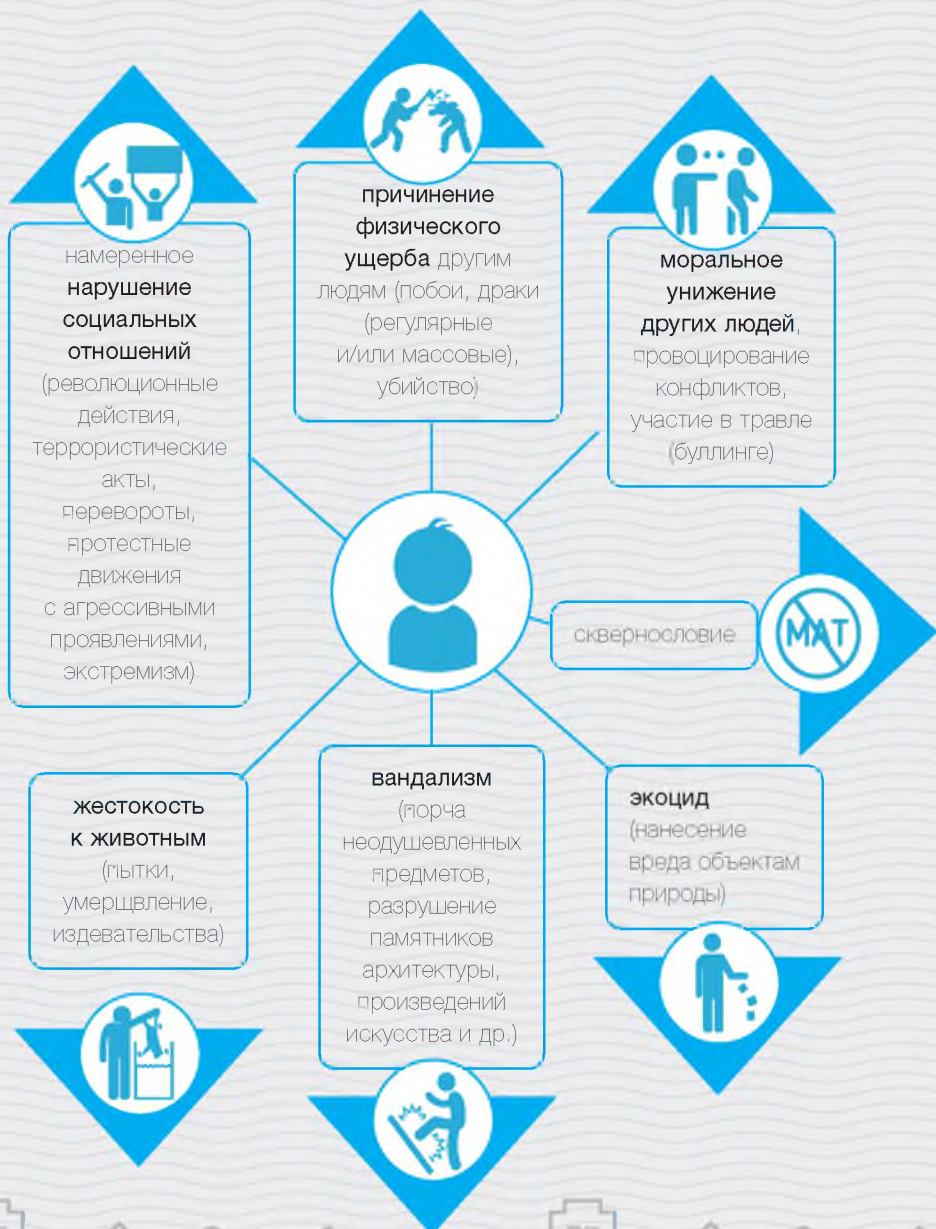 намеренное
нарушение
социальных
отношений
(революционные
действия,
террористические
акты,
перевороты,
протестные
движения
с агрессивными
проявлениями,
экстремизм)
причинение
физического
ущерба другим
людям (побои, драки
(регулярные
и/или массовые),
убийство)
моральное
унижение
других людей,
провоцирование
конфликтов,
участие в травле
(буллинге)
сквернословие
МАТ
жестокость
к животным
(пытки,
умерщвление,
издевательства)
вандализм
(порча
неодушевленных
предметов,
разрушение
памятников
архитектуры,
произведений
искусства и др.)
экоцид
(нанесение
вреда объектам
природы)